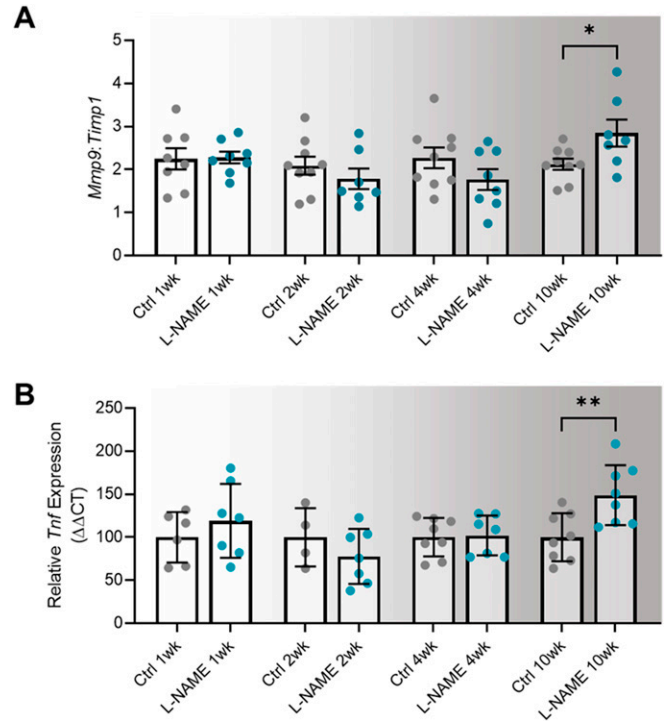 A
Mmp9:Timp1
5
4
3
2
1
0
*
Ctrl 1wk
L-NAME 1wk
Ctrl 2wk
L-NAME 2wk
Ctrl 4wk
L-NAME 4wk
Ctrl 10wk
L-NAME 10wk
B
Relative Tnf Expression
(ΔΔCT)
250
200
150
100
50
0
**
Ctrl 1wk
L-NAME 1wk
Ctrl 2wk
L-NAME 2wk
Ctrl 4wk
L-NAME 4wk
Ctrl 10wk
L-NAME 10wk